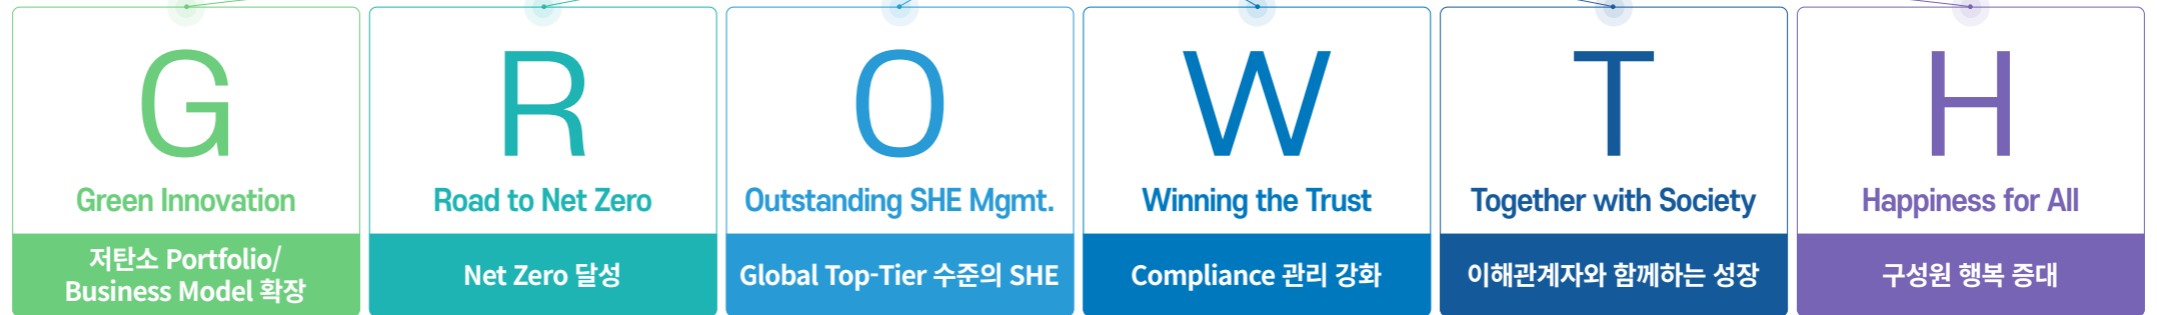 G
Green Innovation
저탄소 Portfolio/
Business Model 확장
R
Road to Net Zero
Net Zero 달성
O
Outstanding SHE Mgmt.
Global Top-Tier 수준의 SHE
W
Winning the Trust
Compliance 관리 강화
T
Together with Society
이해관계자와 함께하는 성장
H
Happiness for All
구성원 행복 증대